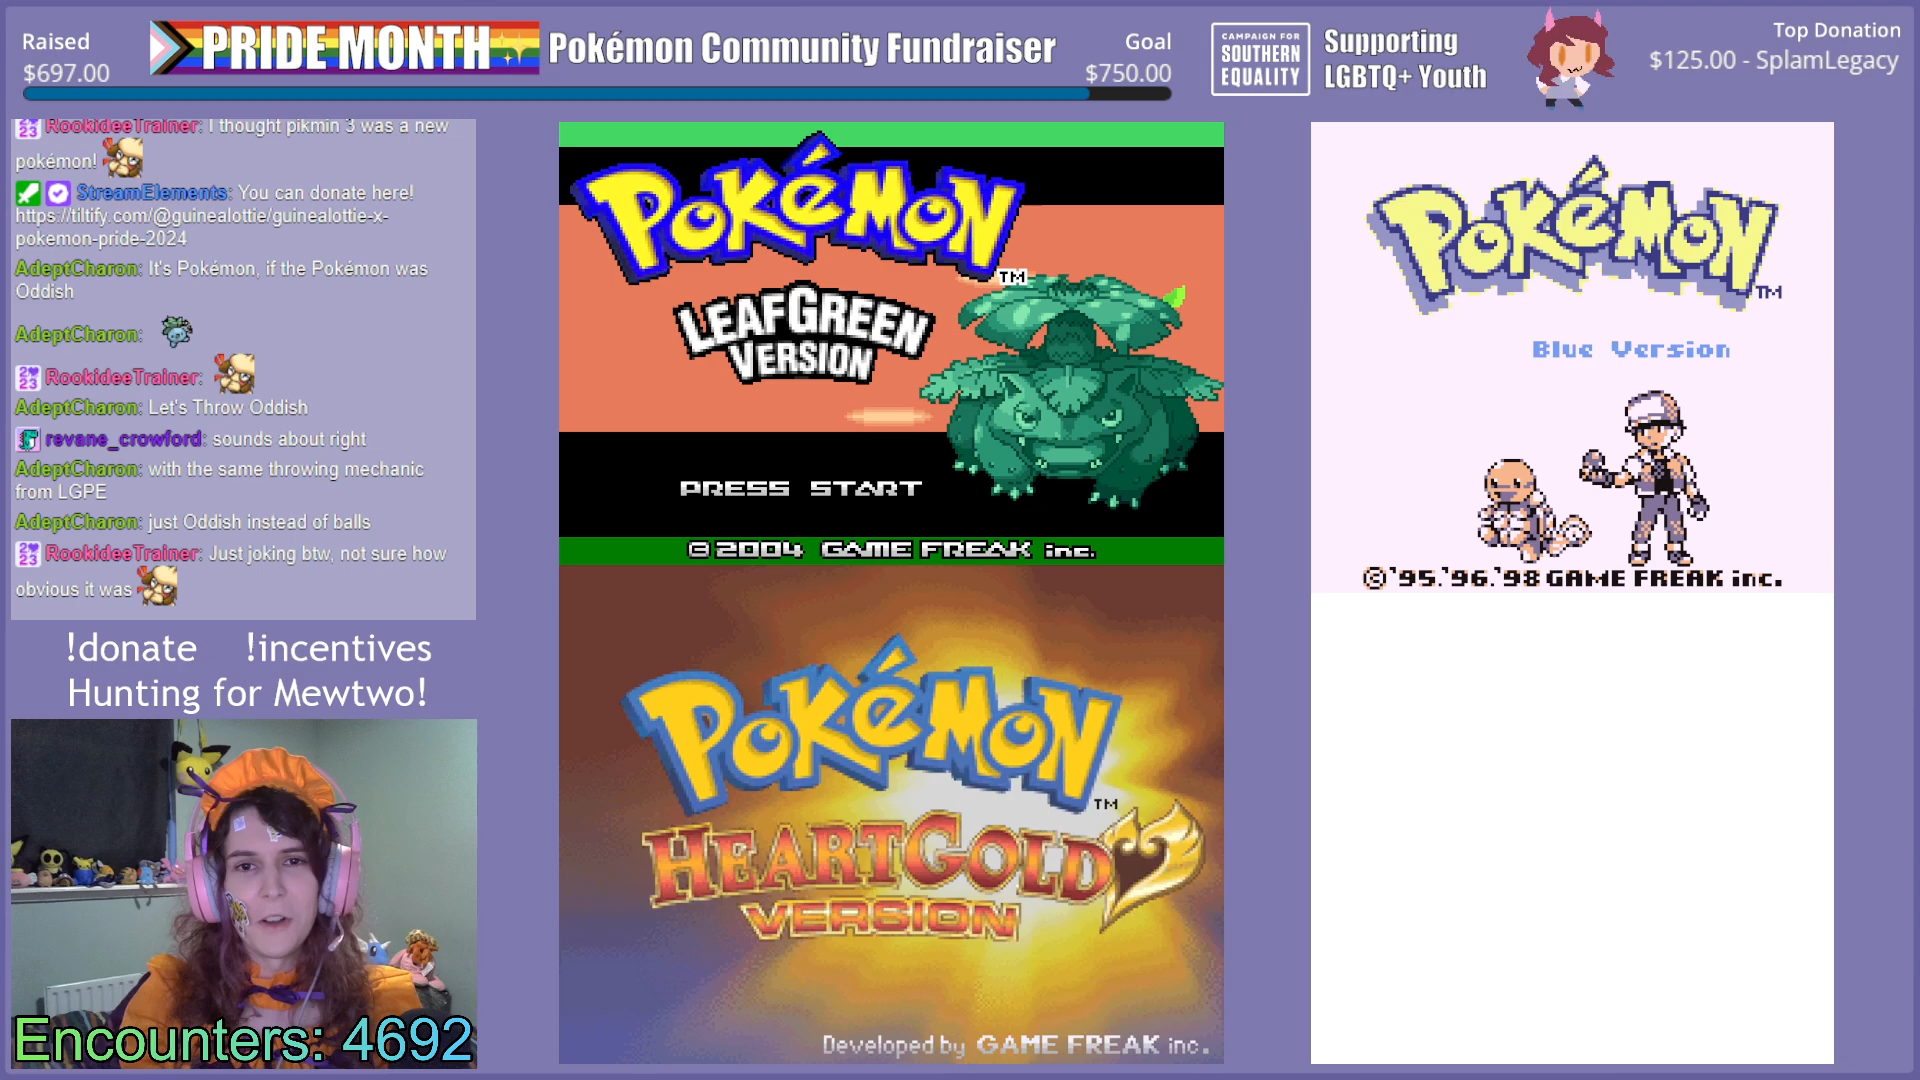 Raised
$697.00
PRIDE MONTH
Pokémon Community Fundraiser
Goal
$750.00
CAMPAIGN FOR
SOUTHERN
EQUALITY
Supporting
LGBTQ+ Youth
Top Donation
$125.00 - SplamLegacy
RookideeTrainer: I thought pikmin 3 was a new
pokémon!
StreamElements: You can donate here!
https://tiltify.com/@guinealottie/guinealottie-x-
pokemon-pride-2024
AdeptCharon: It's Pokémon, if the Pokémon was
Oddish
AdeptCharon:
RookideeTrainer:
AdeptCharon: Let's Throw Oddish
revane_crowford: sounds about right
AdeptCharon: with the same throwing mechanic
from LGPE
AdeptCharon: just Oddish instead of balls
RookideeTrainer: Just joking btw, not sure how
obvious it was
!donate !incentives
Hunting for Mewtwo!
Encounters: 4692
POKéMON
TM
LEAFGREEN
VERSION
PRESS START
© 2004 GAME FREAK inc.
POKéMON
TM
HEARTGOLD
VERSION
Developed by GAME FREAK inc.
POKéMON
TM
Blue Version
©'95.'96.'98 GAME FREAK inc.